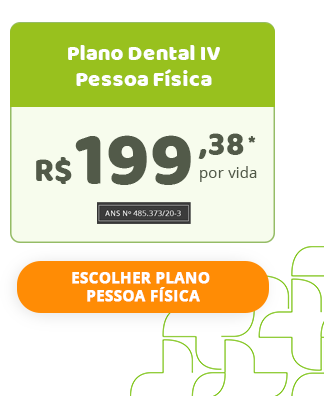 Plano Dental IV
Pessoa Física
R$199,38*
por vida
ANS Nº 485.373/20-3
ESCOLHER PLANO
PESSOA FÍSICA